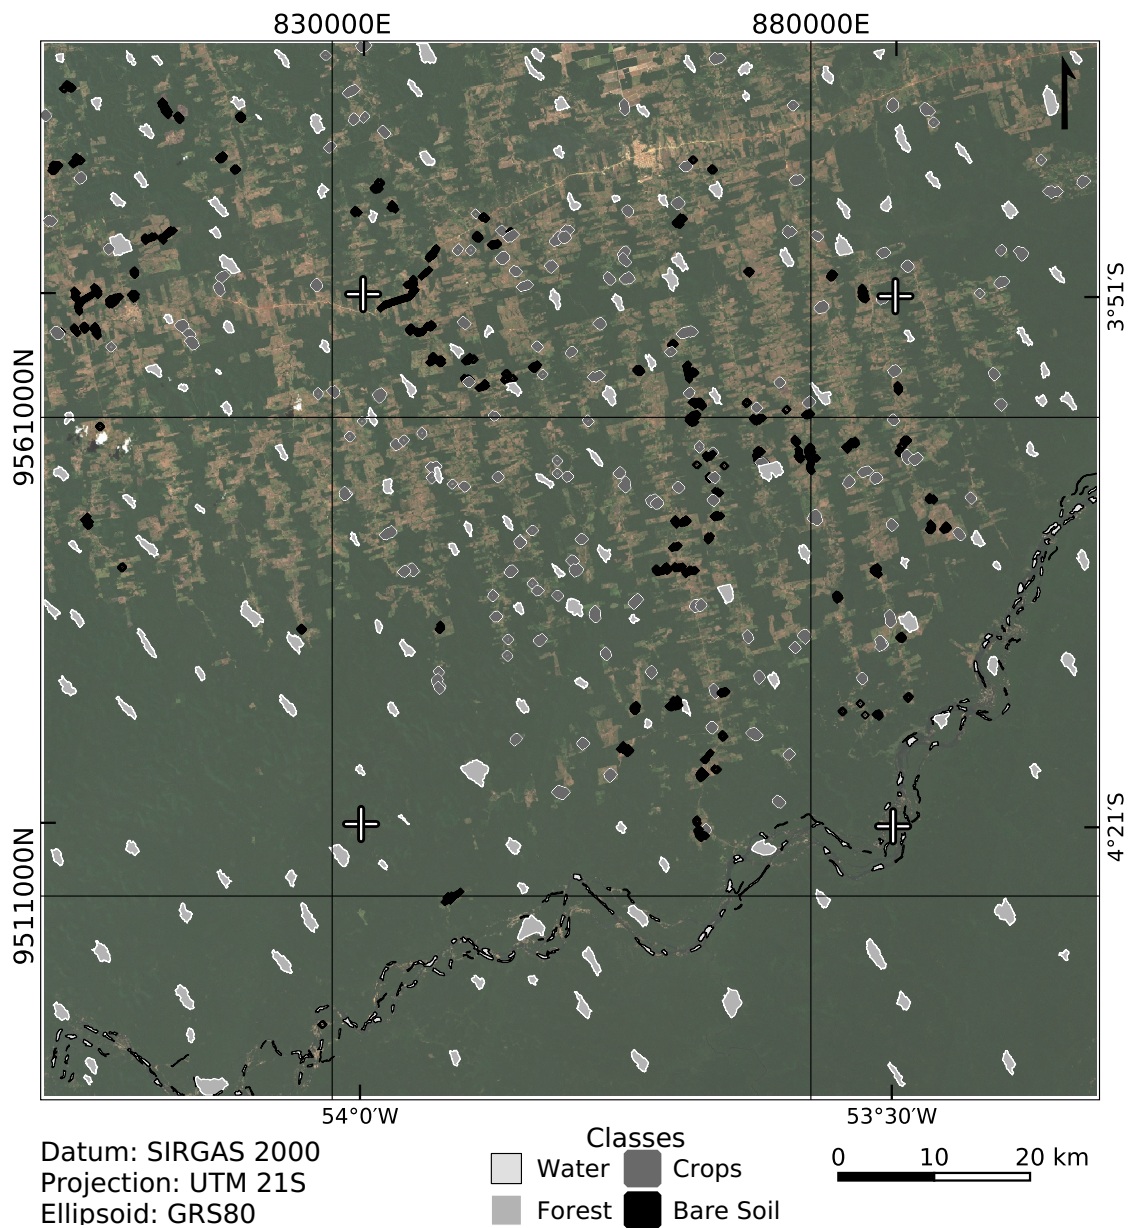 830000E 880000E
3°51′S
9561000N
4°21′S
9511000N
54°0′W 53°30′W
Datum: SIRGAS 2000
Projection: UTM 21S
Ellipsoid: GRS80
Classes
Water Crops
Forest Bare Soil
0 10 20 km